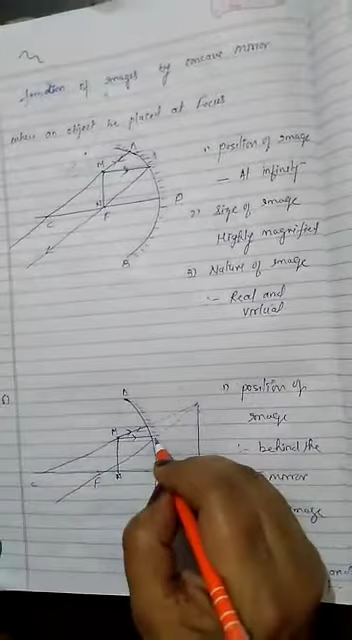 formation of images by concave mirror
when an object be placed at Focus
1) position of image
- At infinity
2) Size of image
Highly magnified
3) Nature of image
:- Real and
virtual
A
M
C
N
F
P
B
1) position of
image
:- behind the
mirror
image
A
M
C
F
N